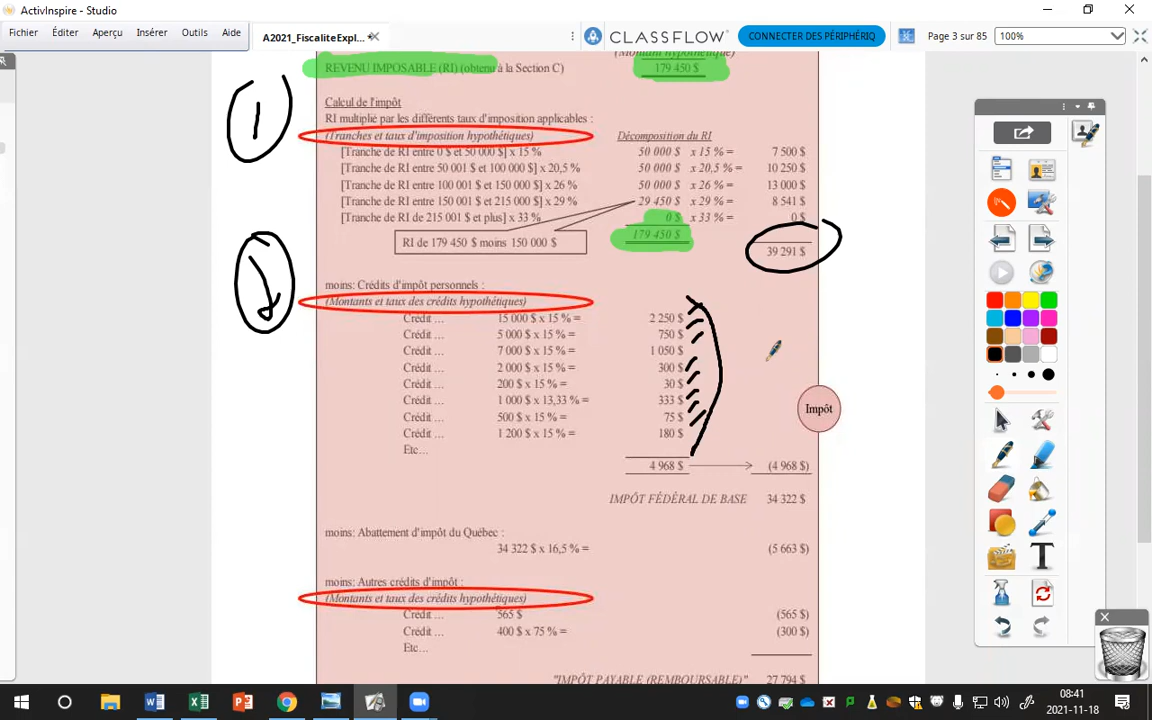 ActivInspire - Studio
Fichier Éditer Aperçu Insérer Outils Aide
A2021_FiscaliteExpl...
CLASSFLOW
CONNECTER DES PÉRIPHÉRIQ
Page 3 sur 85
100%
(Montant hypothétique)
REVENU IMPOSABLE (RI) (obtenu à la Section C) 179 450 $
1
Calcul de l'impôt
RI multiplié par les différents taux d'imposition applicables :
(Tranches et taux d'imposition hypothétiques) Décomposition du RI
[Tranche de RI entre 0 $ et 50 000 $] x 15 % 50 000 $ x 15 % = 7 500 $
[Tranche de RI entre 50 001 $ et 100 000 $] x 20,5 % 50 000 $ x 20,5 % = 10 250 $
[Tranche de RI entre 100 001 $ et 150 000 $] x 26 % 50 000 $ x 26 % = 13 000 $
[Tranche de RI entre 150 001 $ et 215 000 $] x 29 % 29 450 $ x 29 % = 8 541 $
[Tranche de RI de 215 001 $ et plus] x 33 % 0 $ x 33 % = 0 $
RI de 179 450 $ moins 150 000 $ 179 450 $
39 291 $
2
moins: Crédits d'impôt personnels :
(Montants et taux des crédits hypothétiques)
Crédit ... 15 000 $ x 15 % = 2 250 $
Crédit ... 5 000 $ x 15 % = 750 $
Crédit ... 7 000 $ x 15 % = 1 050 $
Crédit ... 2 000 $ x 15 % = 300 $
Crédit ... 200 $ x 15 % = 30 $
Crédit ... 1 000 $ x 13,33 % = 333 $
Crédit ... 500 $ x 15 % = 75 $
Crédit ... 1 200 $ x 15 % = 180 $
Etc...
Impôt
4 968 $ (4 968 $)
IMPÔT FÉDÉRAL DE BASE 34 322 $
moins: Abattement d'impôt du Québec :
34 322 $ x 16,5 % = (5 663 $)
moins: Autres crédits d'impôt :
(Montants et taux des crédits hypothétiques)
Crédit ... 565 $ (565 $)
Crédit ... 400 $ x 75 % = (300 $)
Etc...
"IMPÔT PAYABLE (REMBOURSABLE)" 27 794 $
08:41
2021-11-18